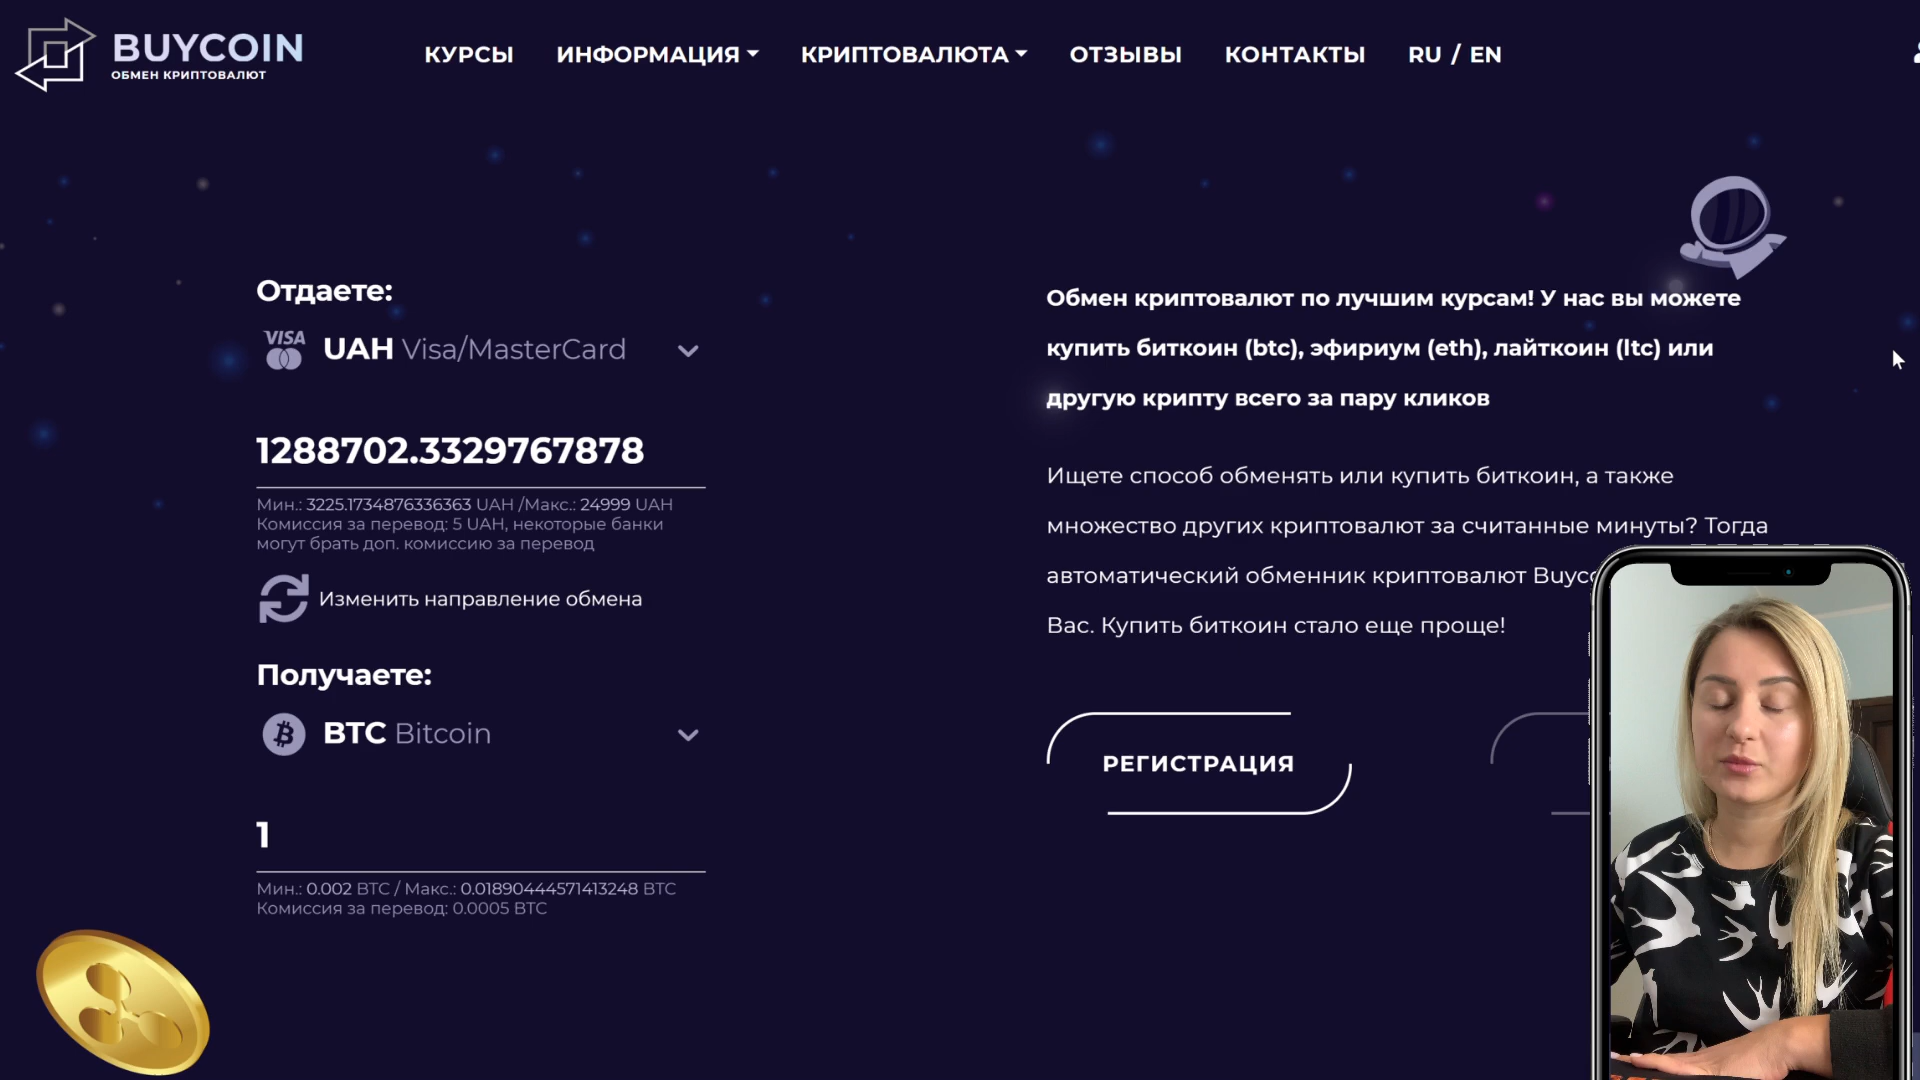 BUYCOIN
ОБМЕН КРИПТОВАЛЮТ
КУРСЫ
ИНФОРМАЦИЯ
КРИПТОВАЛЮТА
ОТЗЫВЫ
КОНТАКТЫ
RU / EN
Отдаете:
VISA
UAH Visa/MasterCard
1288702.3329767878
Мин.: 3225.1734876336363 UAH /Макс.: 24999 UAH
Комиссия за перевод: 5 UAH, некоторые банки
могут брать доп. комиссию за перевод
Изменить направление обмена
Получаете:
BTC Bitcoin
1
Мин.: 0.002 BTC / Макс.: 0.01890444571413248 BTC
Комиссия за перевод: 0.0005 BTC
Обмен криптовалют по лучшим курсам! У нас вы можете
купить биткоин (btc), эфириум (eth), лайткоин (ltc) или
другую крипту всего за пару кликов
Ищете способ обменять или купить биткоин, а также
множество других криптовалют за считанные минуты? Тогда
автоматический обменник криптовалют
Вас. Купить биткоин стало еще проще!
РЕГИСТРАЦИЯ